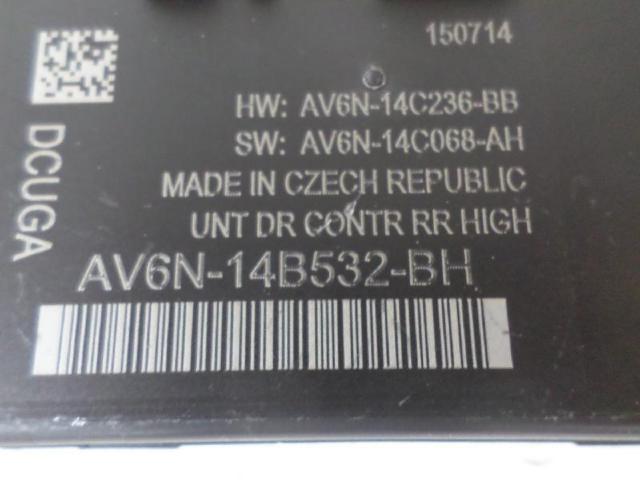 150714
HW: AV6N-14C236-BB
SW: AV6N-14C068-AH
MADE IN CZECH REPUBLIC
UNT DR CONTR RR HIGH
DCUGA
AV6N-14B532-BH